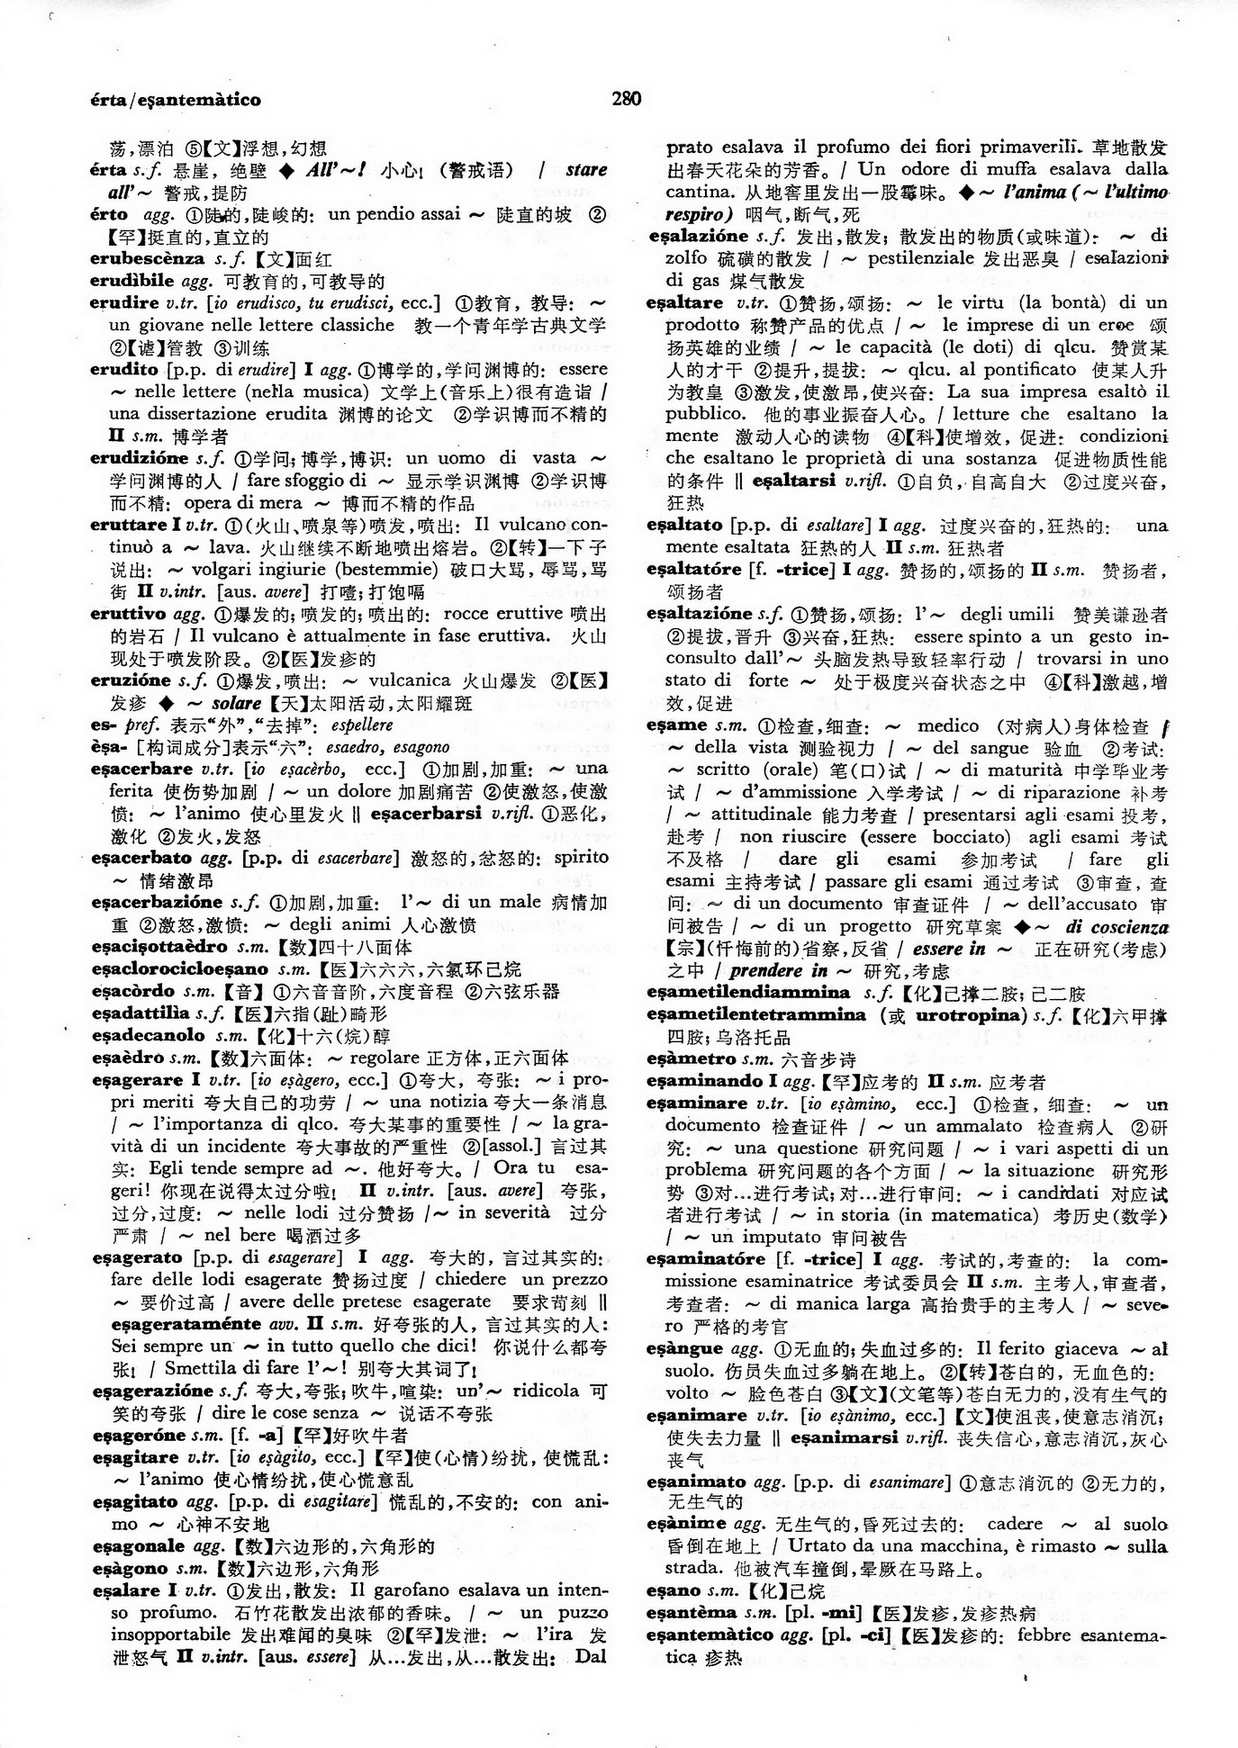 érta/eṣantemàtico
280
荡,漂泊 ⑤【文】浮想,幻想
érta s.f. 悬崖, 绝壁 ◆ All'~! 小心! (警戒语) / stare
all'~ 警戒,提防
érto agg. ①陡的,陡峻的: un pendio assai ~ 陡直的坡 ②
【罕】挺直的,直立的
erubescènza s.f.【文】面红
erudìbile agg. 可教育的,可教导的
erudire v.tr. [io erudisco, tu erudisci, ecc.] ①教育, 教导: ~
un giovane nelle lettere classiche 教一个青年学古典文学
②【谑】管教 ③训练
erudito [p.p. di erudire] I agg. ①博学的,学问渊博的: essere
~ nelle lettere (nella musica) 文学上(音乐上)很有造诣 /
una dissertazione erudita 渊博的论文 ②学识博而不精的
II s.m. 博学者
erudizióne s.f. ①学问; 博学,博识: un uomo di vasta ~
学问渊博的人 / fare sfoggio di ~ 显示学识渊博 ②学识博
而不精: opera di mera ~ 博而不精的作品
eruttare I v.tr. ①(火山、喷泉等)喷发,喷出: Il vulcano con-
tinuò a ~ lava. 火山继续不断地喷出熔岩。②【转】一下子
说出: ~ volgari ingiurie (bestemmie) 破口大骂, 辱骂,骂
街 II v.intr. [aus. avere] 打嗝; 打饱嗝
eruttivo agg. ①爆发的; 喷发的; 喷出的: rocce eruttive 喷出
的岩石 / Il vulcano è attualmente in fase eruttiva. 火山
现处于喷发阶段。②【医】发疹的
eruzióne s.f. ①爆发,喷出: ~ vulcanica 火山爆发 ②【医】
发疹 ◆ ~ solare【天】太阳活动,太阳耀斑
es- pref. 表示“外”,“去掉”: espellere
èṣa- [构词成分]表示“六”: esaedro, esagono
eṣacerbare v.tr. [io eṣacèrbo, ecc.] ①加剧,加重: ~ una
ferita 使伤势加剧 / ~ un dolore 加剧痛苦 ②使激怒,使激
愤: ~ l'animo 使心里发火 ‖ eṣacerbarsi v.rifl. ①恶化,
激化 ②发火,发怒
eṣacerbato agg. [p.p. di esacerbare] 激怒的,忿怒的: spirito
~ 情绪激昂
eṣacerbazióne s.f. ①加剧,加重: l'~ di un male 病情加
重 ②激怒,激愤: ~ degli animi 人心激愤
eṣaciṣottaèdro s.m.【数】四十八面体
eṣaclorocicloeṣano s.m.【医】六六六,六氯环己烷
eṣacòrdo s.m.【音】①六音音阶,六度音程 ②六弦乐器
eṣadattilìa s.f.【医】六指(趾)畸形
eṣadecanolo s.m.【化】十六(烷)醇
eṣaèdro s.m.【数】六面体: ~ regolare 正方体,正六面体
eṣagerare I v.tr. [io eṣàgero, ecc.] ①夸大, 夸张: ~ i pro-
pri meriti 夸大自己的功劳 / ~ una notizia 夸大一条消息
/ ~ l'importanza di qlco. 夸大某事的重要性 / ~ la gra-
vità di un incidente 夸大事故的严重性 ②[assol.] 言过其
实: Egli tende sempre ad ~. 他好夸大。/ Ora tu esa-
geri! 你现在说得太过分啦! II v.intr. [aus. avere] 夸张,
过分,过度: ~ nelle lodi 过分赞扬 /~ in severità 过分
严肃 / ~ nel bere 喝酒过多
eṣagerato [p.p. di esagerare] I agg. 夸大的, 言过其实的:
fare delle lodi esagerate 赞扬过度 / chiedere un prezzo
~ 要价过高 / avere delle pretese esagerate 要求苛刻 ‖
eṣagerataménte avv. II s.m. 好夸张的人, 言过其实的人:
Sei sempre un ~ in tutto quello che dici! 你说什么都夸
张! / Smettila di fare l'~! 别夸大其词了!
eṣagerazióne s.f. 夸大,夸张; 吹牛,喧染: un'~ ridicola 可
笑的夸张 / dire le cose senza ~ 说话不夸张
eṣageróne s.m. [f. -a]【罕】好吹牛者
eṣagitare v.tr. [io eṣàgito, ecc.]【罕】使(心情)纷扰, 使慌乱:
~ l'animo 使心情纷扰,使心慌意乱
eṣagitato agg. [p.p. di esagitare] 慌乱的,不安的: con ani-
mo ~ 心神不安地
eṣagonale agg.【数】六边形的,六角形的
eṣàgono s.m.【数】六边形,六角形
eṣalare I v.tr. ①发出,散发: Il garofano esalava un inten-
so profumo. 石竹花散发出浓郁的香味。 / ~ un puzzo
insopportabile 发出难闻的臭味 ②【罕】发泄: ~ l'ira 发
泄怒气 II v.intr. [aus. essere] 从…发出,从…散发出: Dal
prato esalava il profumo dei fiori primaverili. 草地散发
出春天花朵的芳香。/ Un odore di muffa esalava dalla
cantina. 从地窖里发出一股霉味。◆~ l'anima (~ l'ultimo
respiro) 咽气,断气,死
eṣalazióne s.f. 发出,散发; 散发出的物质(或味道): ~ di
zolfo 硫磺的散发 / ~ pestilenziale 发出恶臭 / esalazioni
di gas 煤气散发
eṣaltare v.tr. ①赞扬,颂扬: ~ le virtu (la bontà) di un
prodotto 称赞产品的优点 / ~ le imprese di un eroe 颂
扬英雄的业绩 / ~ le capacità (le doti) di qlcu. 赞赏某
人的才干 ②提升,提拔: ~ qlcu. al pontificato 使某人升
为教皇 ③激发,使激昂,使兴奋: La sua impresa esaltò il
pubblico. 他的事业振奋人心。/ letture che esaltano la
mente 激动人心的读物 ④【科】使增效, 促进: condizioni
che esaltano le proprietà di una sostanza 促进物质性能
的条件 ‖ eṣaltarsi v.rifl. ①自负, 自高自大 ②过度兴奋,
狂热
eṣaltato [p.p. di esaltare] I agg. 过度兴奋的,狂热的: una
mente esaltata 狂热的人 II s.m. 狂热者
eṣaltatóre [f. -trice] I agg. 赞扬的,颂扬的 II s.m. 赞扬者,
颂扬者
eṣaltazióne s.f. ①赞扬,颂扬: l'~ degli umili 赞美谦逊者
②提拔,晋升 ③兴奋,狂热: essere spinto a un gesto in-
consulto dall'~ 头脑发热导致轻率行动 / trovarsi in uno
stato di forte ~ 处于极度兴奋状态之中 ④【科】激越,增
效,促进
eṣame s.m. ①检查,细查: ~ medico (对病人)身体检查 /
~ della vista 测验视力 / ~ del sangue 验血 ②考试:
~ scritto (orale) 笔(口)试 / ~ di maturità 中学毕业考
试 / ~ d'ammissione 入学考试 / ~ di riparazione 补考
/ ~ attitudinale 能力考查 / presentarsi agli esami 投考,
赴考 / non riuscire (essere bocciato) agli esami 考试
不及格 / dare gli esami 参加考试 / fare gli
esami 主持考试 / passare gli esami 通过考试 ③审查, 查
问: ~ di un documento 审查证件 / ~ dell'accusato 审
问被告 / ~ di un progetto 研究草案 ◆~ di coscienza
【宗】(忏悔前的)省察,反省 / essere in ~ 正在研究(考虑)
之中 / prendere in ~ 研究,考虑
eṣametilendiammina s.f.【化】己撑二胺; 己二胺
eṣametilentetrammina (或 urotropina) s.f.【化】六甲撑
四胺; 乌洛托品
eṣàmetro s.m. 六音步诗
eṣaminando I agg.【罕】应考的 II s.m. 应考者
eṣaminare v.tr. [io eṣàmino, ecc.] ①检查, 细查: ~ un
documento 检查证件 / ~ un ammalato 检查病人 ②研
究: ~ una questione 研究问题 / ~ i vari aspetti di un
problema 研究问题的各个方面 / ~ la situazione 研究形
势 ③对…进行考试; 对…进行审问: ~ i candidati 对应试
者进行考试 / ~ in storia (in matematica) 考历史(数学)
/ ~ un imputato 审问被告
eṣaminatóre [f. -trice] I agg. 考试的,考查的: la com-
missione esaminatrice 考试委员会 II s.m. 主考人,审查者,
考查者: ~ di manica larga 高抬贵手的主考人 / ~ seve-
ro 严格的考官
eṣàngue agg. ①无血的; 失血过多的: Il ferito giaceva ~ al
suolo. 伤员失血过多躺在地上。②【转】苍白的, 无血色的:
volto ~ 脸色苍白 ③【文】(文笔等)苍白无力的,没有生气的
eṣanimare v.tr. [io eṣànimo, ecc.]【文】使沮丧,使意志消沉;
使失去力量 ‖ eṣanimarsi v.rifl. 丧失信心,意志消沉,灰心
丧气
eṣanimato agg. [p.p. di esanimare] ①意志消沉的 ②无力的,
无生气的
eṣànime agg. 无生气的,昏死过去的: cadere ~ al suolo
昏倒在地上 / Urtato da una macchina, è rimasto ~ sulla
strada. 他被汽车撞倒,晕厥在马路上。
eṣano s.m.【化】己烷
eṣantèma s.m. [pl. -mi]【医】发疹,发疹热病
eṣantemàtico agg. [pl. -ci]【医】发疹的: febbre esantema-
tica 疹热